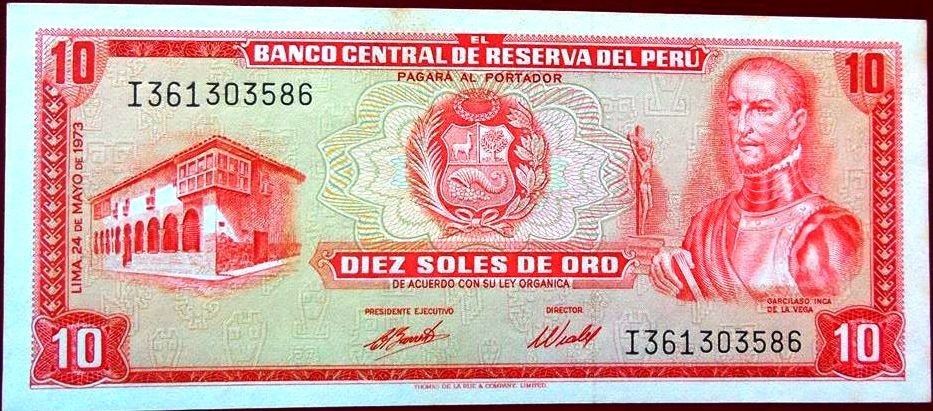 10
EL
BANCO CENTRAL DE RESERVA DEL PERÚ
10
PAGARÁ AL PORTADOR
I361303586
LIMA, 24 DE MAYO DE 1973
DIEZ SOLES DE ORO
DE ACUERDO CON SU LEY ORGANICA
GARCILASO INCA
DE LA VEGA
PRESIDENTE EJECUTIVO
DIRECTOR
I361303586
10
10
THOMAS DE LA RUE & COMPANY, LIMITED.